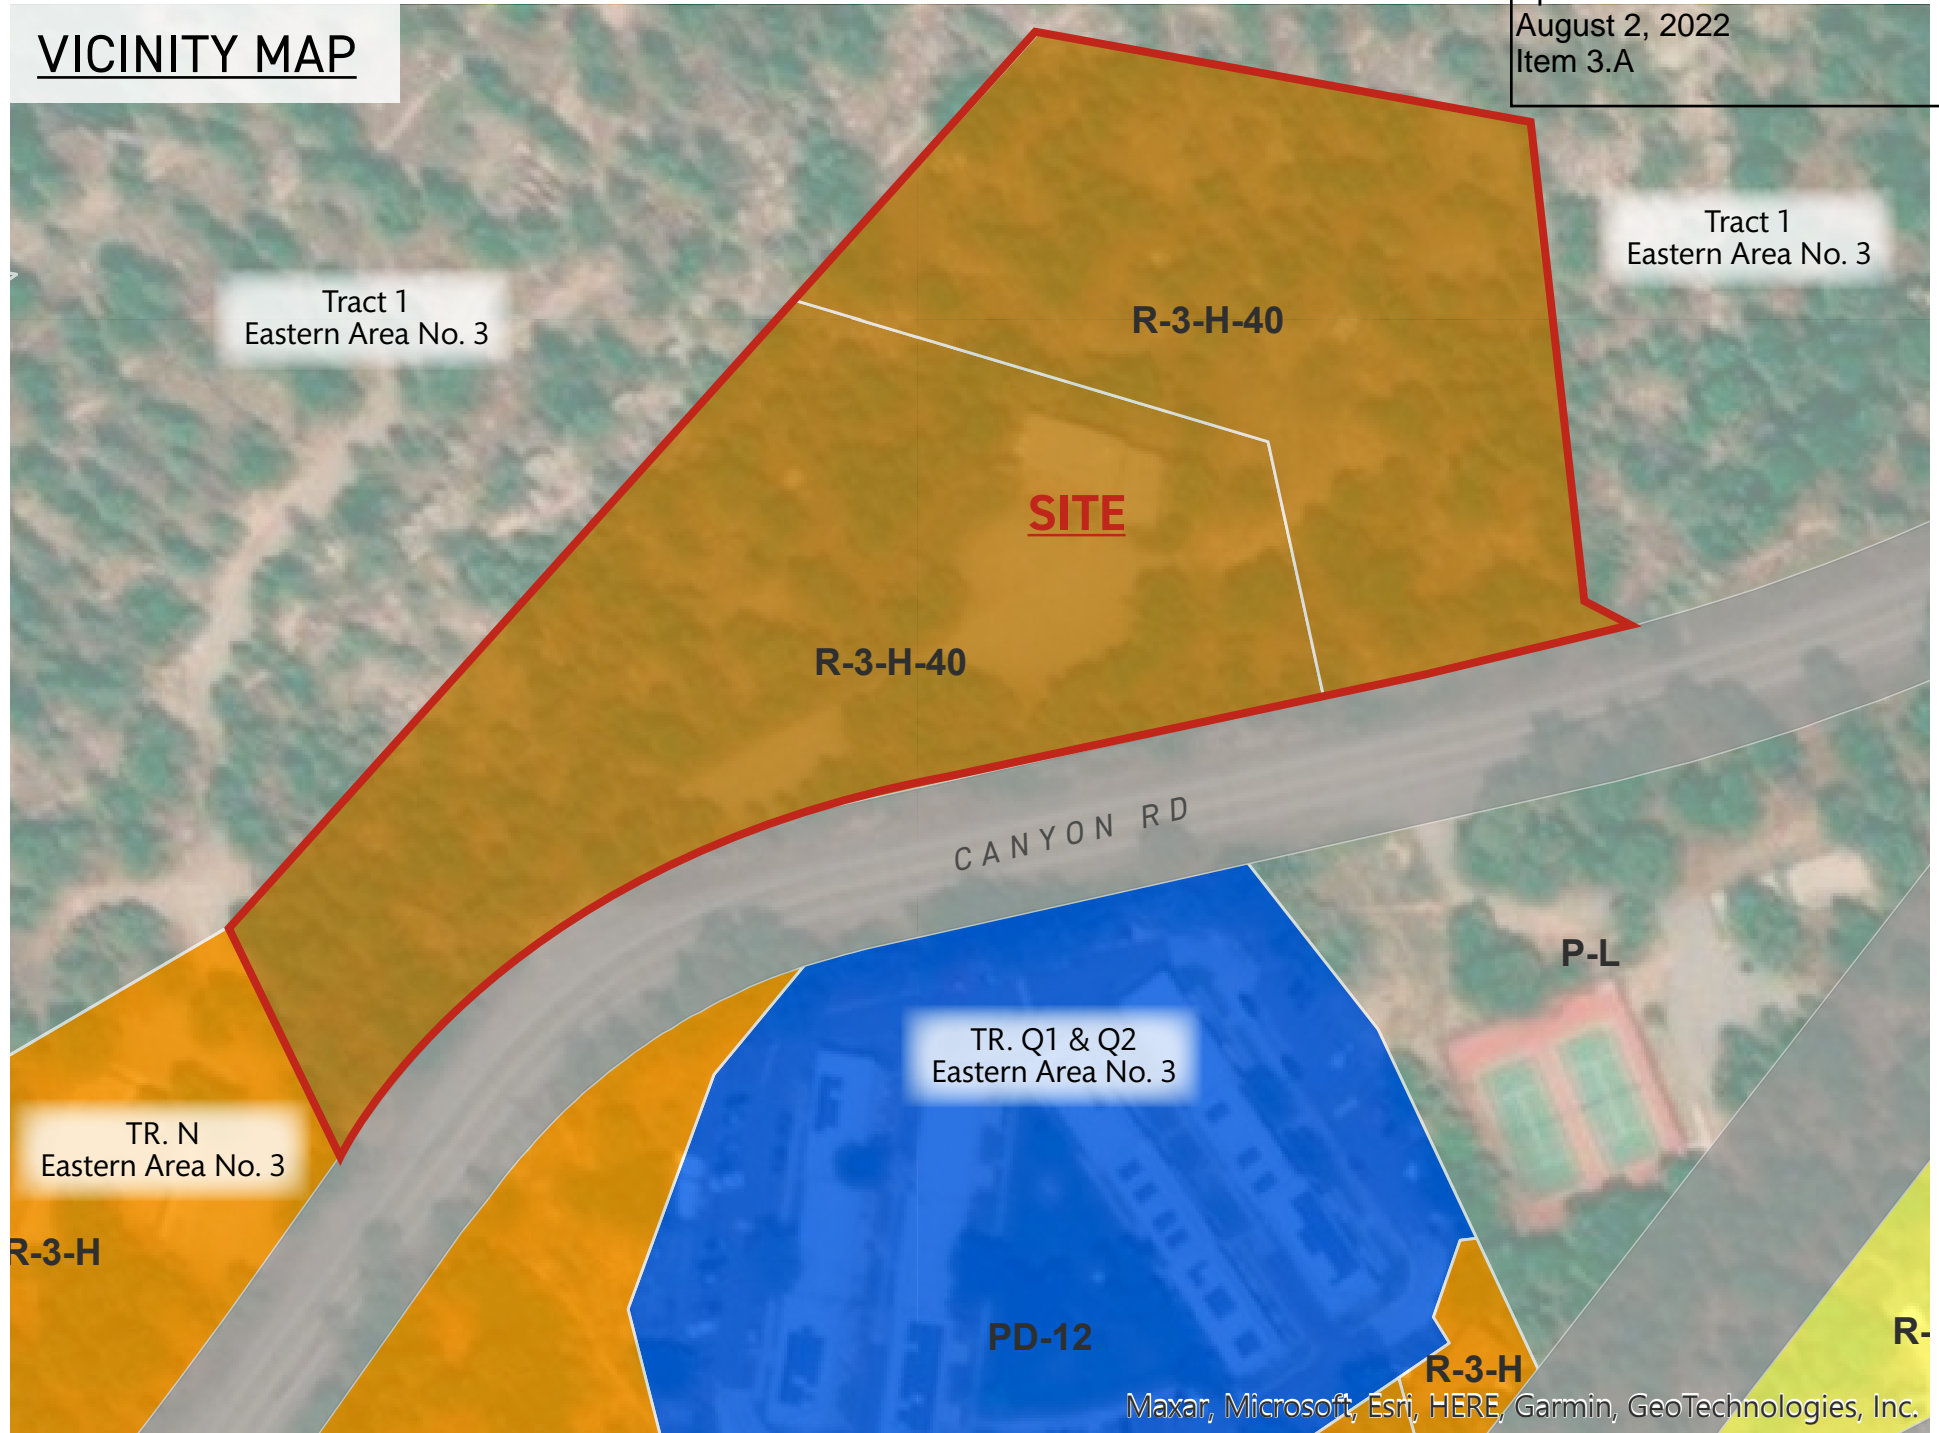 VICINITY MAP
August 2, 2022
Item 3.A
Tract 1
Eastern Area No. 3
Tract 1
Eastern Area No. 3
R-3-H-40
SITE
R-3-H-40
CANYON RD
P-L
TR. Q1 & Q2
Eastern Area No. 3
TR. N
Eastern Area No. 3
R-3-H
PD-12
R-
R-3-H
Maxar, Microsoft, Esri, HERE, Garmin, GeoTechnologies, Inc.